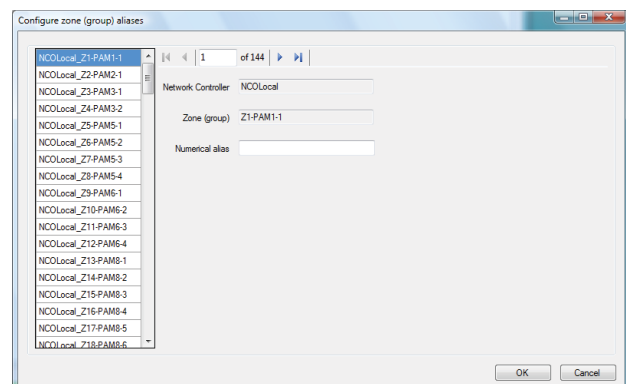 Configure zone (group) aliases
NCOLocal_Z1-PAM1-1
NCOLocal_Z2-PAM2-1
NCOLocal_Z3-PAM3-1
NCOLocal_Z4-PAM3-2
NCOLocal_Z5-PAM5-1
NCOLocal_Z6-PAM5-2
NCOLocal_Z7-PAM5-3
NCOLocal_Z8-PAM5-4
NCOLocal_Z9-PAM6-1
NCOLocal_Z10-PAM6-2
NCOLocal_Z11-PAM6-3
NCOLocal_Z12-PAM6-4
NCOLocal_Z13-PAM8-1
NCOLocal_Z14-PAM8-2
NCOLocal_Z15-PAM8-3
NCOLocal_Z16-PAM8-4
NCOLocal_Z17-PAM8-5
NCOLocal_Z18-PAM8-6
1 of 144
Network Controller NCOLocal
Zone (group) Z1-PAM1-1
Numerical alias
OK Cancel